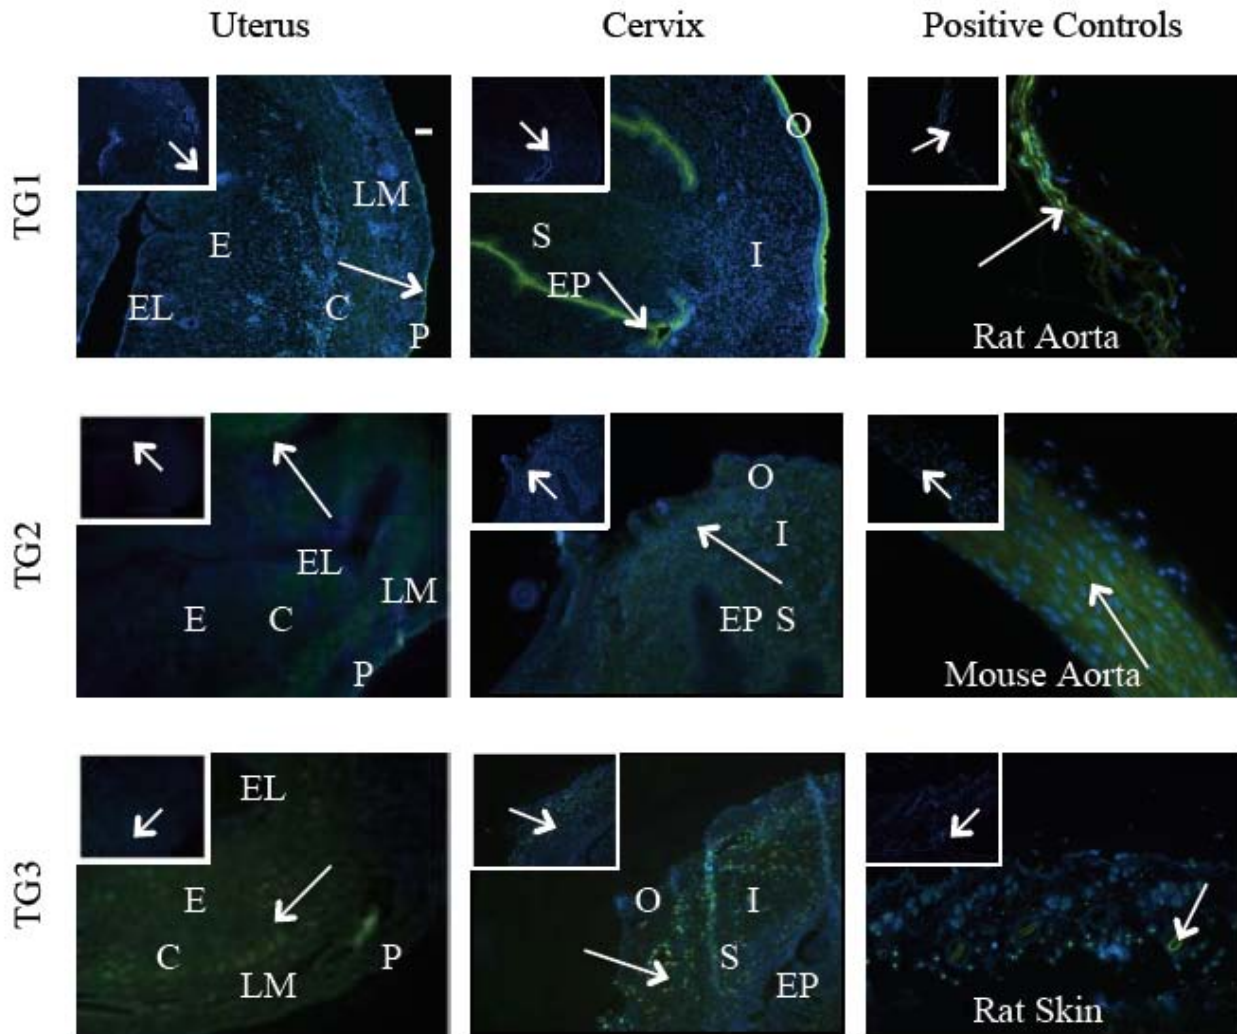 Uterus Cervix Positive Controls
TG1
LM
E
EL
C
P
O
S
I
EP
Rat Aorta
TG2
EL
LM
E
C
P
O
I
EP S
Mouse Aorta
TG3
EL
E
C
P
LM
O
I
S
EP
Rat Skin